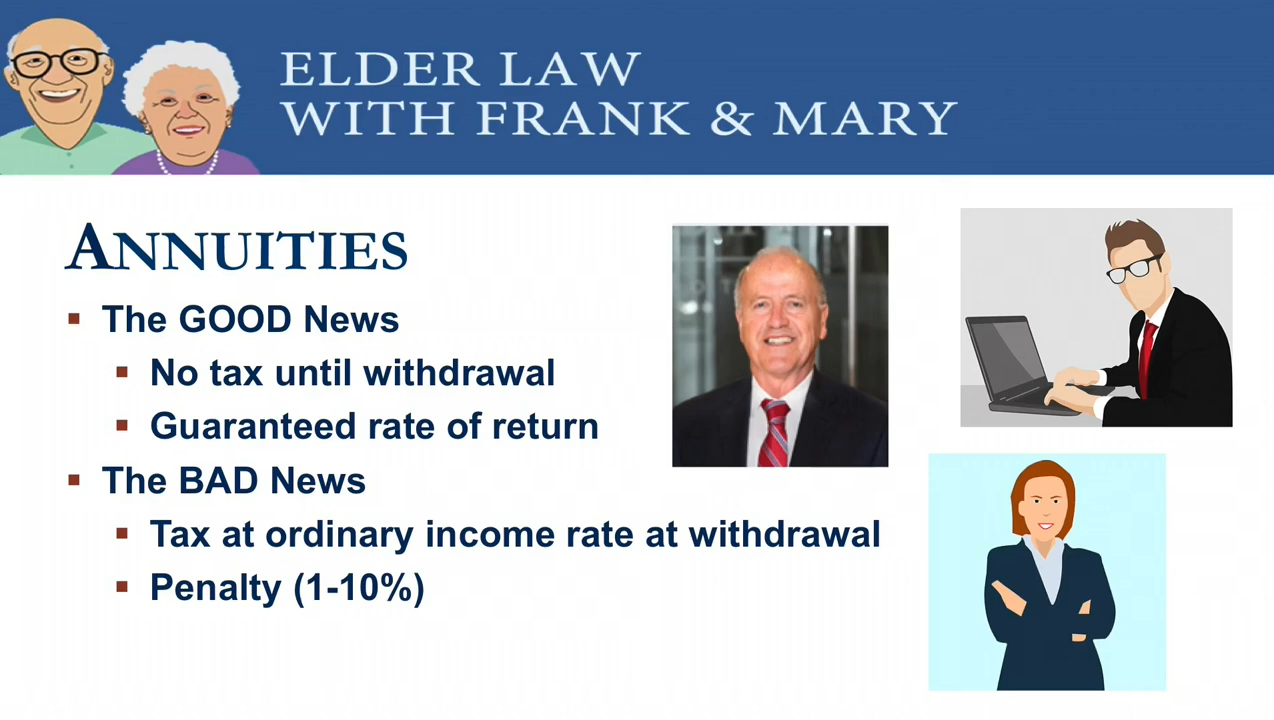 ELDER LAW
WITH FRANK & MARY
ANNUITIES
▪ The GOOD News
▪ No tax until withdrawal
▪ Guaranteed rate of return
▪ The BAD News
▪ Tax at ordinary income rate at withdrawal
▪ Penalty (1-10%)